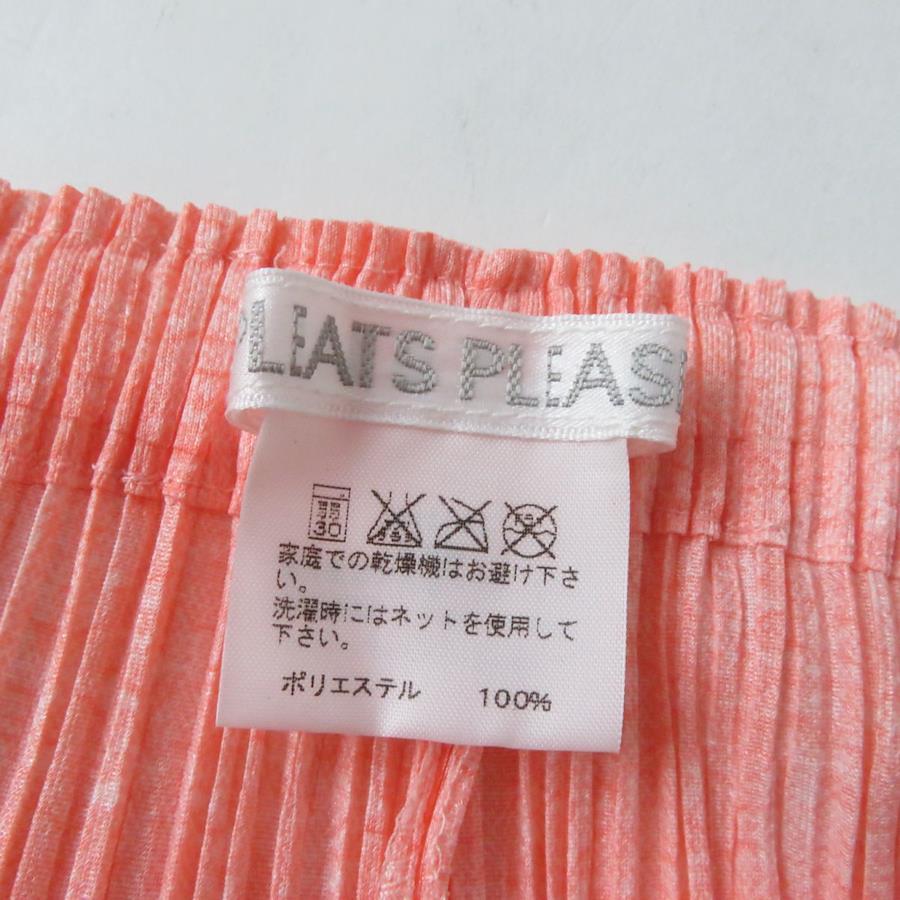 PLEATS PLEASE
弱
30
家庭での乾燥機はお避け下さ
い。
洗濯時にはネットを使用して
下さい。
ポリエステル 100%